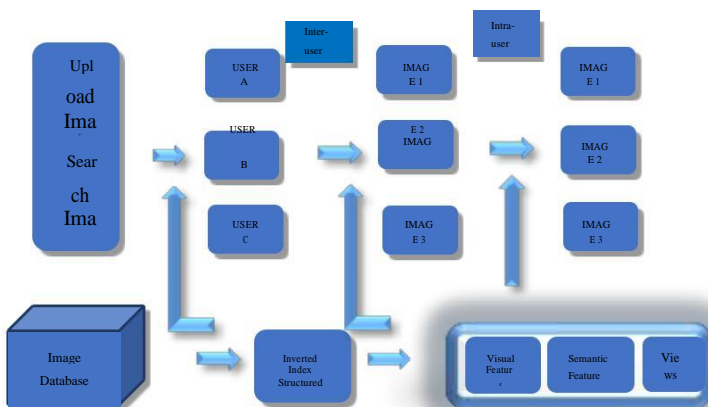 Inter-
user
Intra-
user
Upl
oad
Ima
Sear
ch
Ima
USER
A
IMAG
E 1
IMAG
E 1
USER
B
E 2
IMAG
IMAG
E 2
USER
C
IMAG
E 3
IMAG
E 3
Image
Database
Inverted
Index
Structured
Visual
Featur
e
Semantic
Feature
Vie
ws